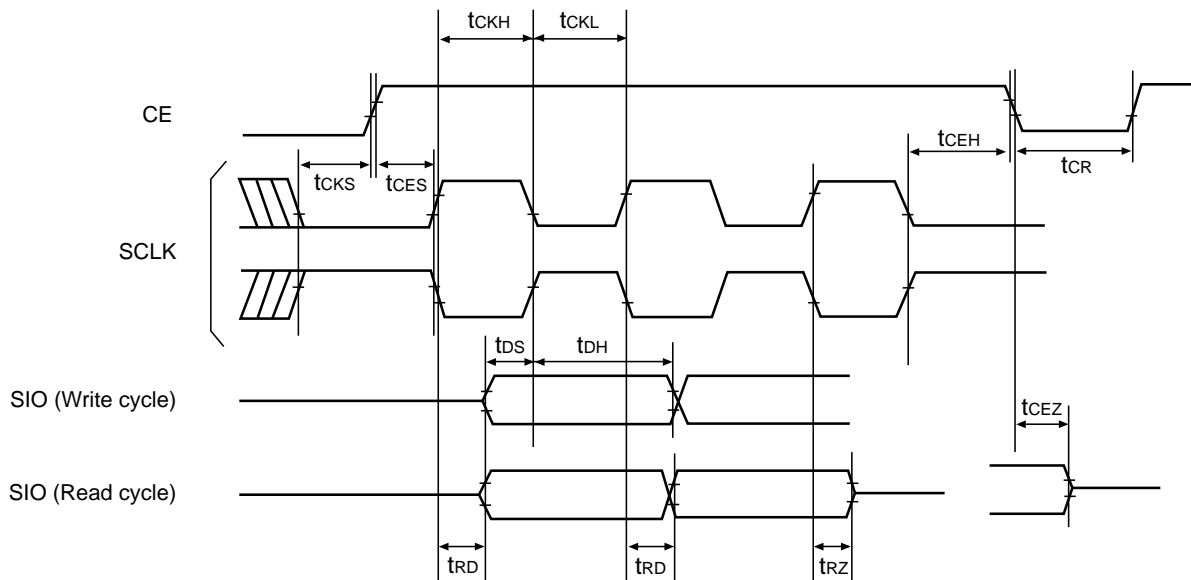 tCKH
tCKL
CE
tCEH
tCKS
tCES
tCR
SCLK
tDS
tDH
SIO (Write cycle)
tCEZ
SIO (Read cycle)
tRD
tRD
tRZ